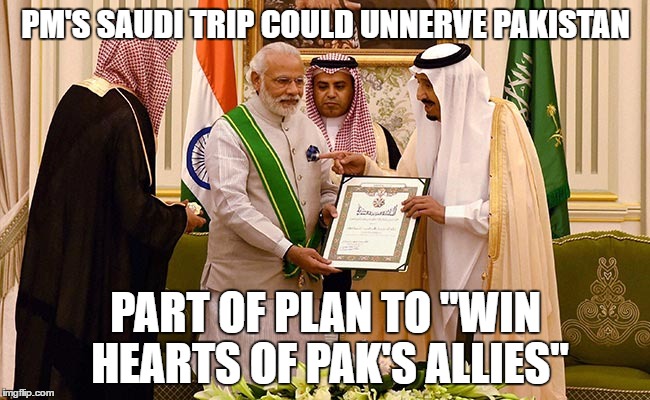 PM'S SAUDI TRIP COULD UNNERVE PAKISTAN
PART OF PLAN TO "WIN
HEARTS OF PAK'S ALLIES"
imgflip.com